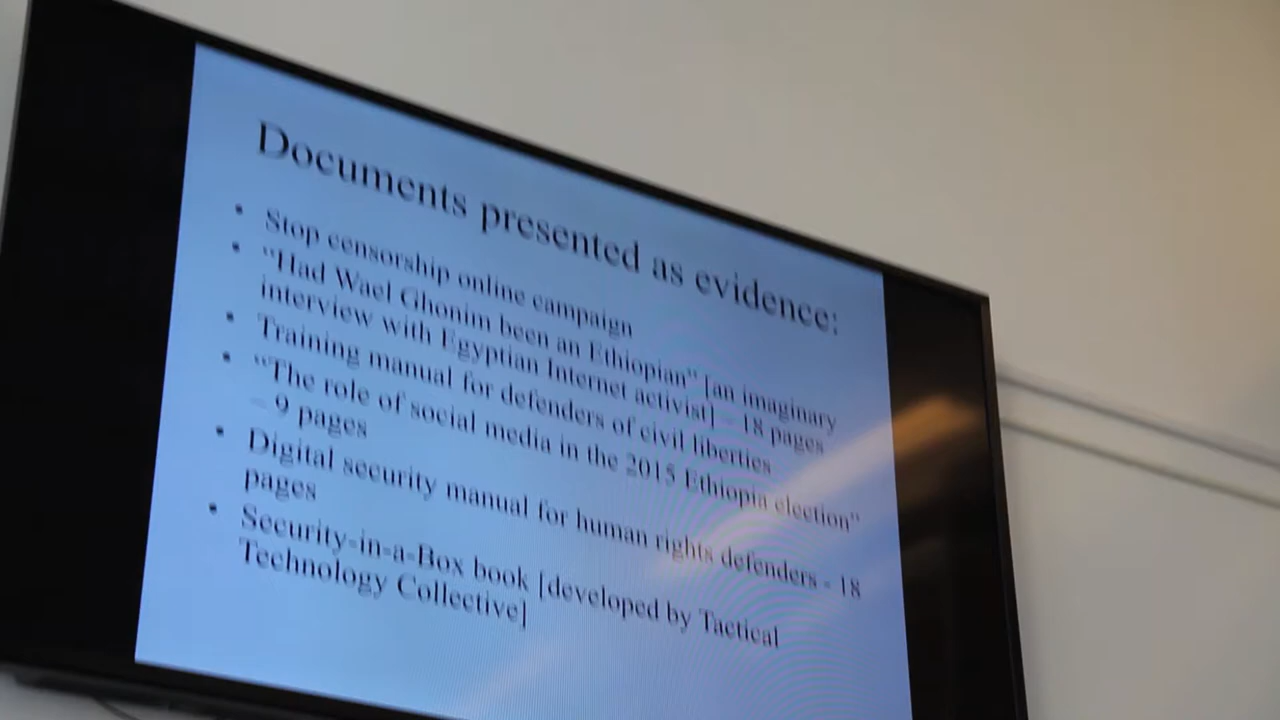 Documents presented as evidence:
• Stop censorship online campaign
• "Had Wael Ghonim been an Ethiopian" [an imaginary
interview with Egyptian Internet activist] – 18 pages
• Training manual for defenders of civil liberties
• "The role of social media in the 2015 Ethiopia election"
– 9 pages
• Digital security manual for human rights defenders - 18
pages
• Security-in-a-Box book [developed by Tactical
Technology Collective]